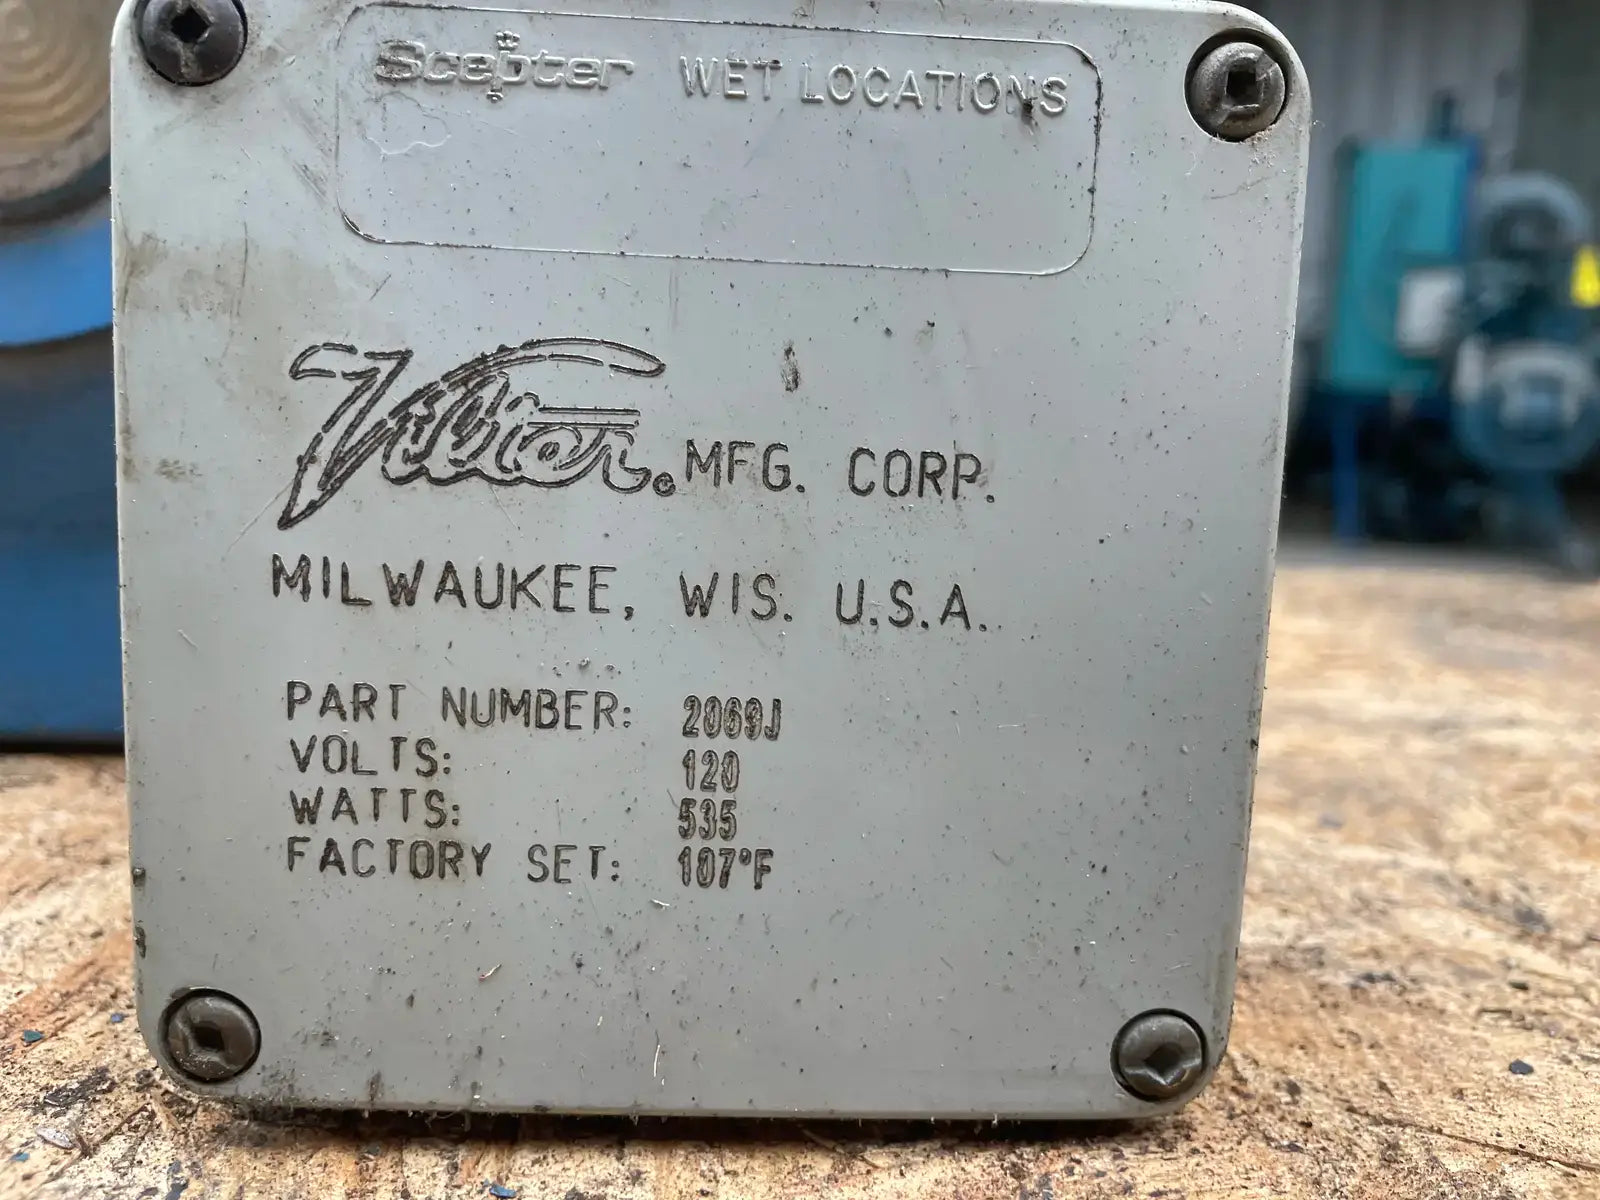 Scepter WET LOCATIONS
Vilter® MFG. CORP.
MILWAUKEE, WIS. U.S.A.
PART NUMBER: 2069J
VOLTS: 120
WATTS: 535
FACTORY SET: 107°F